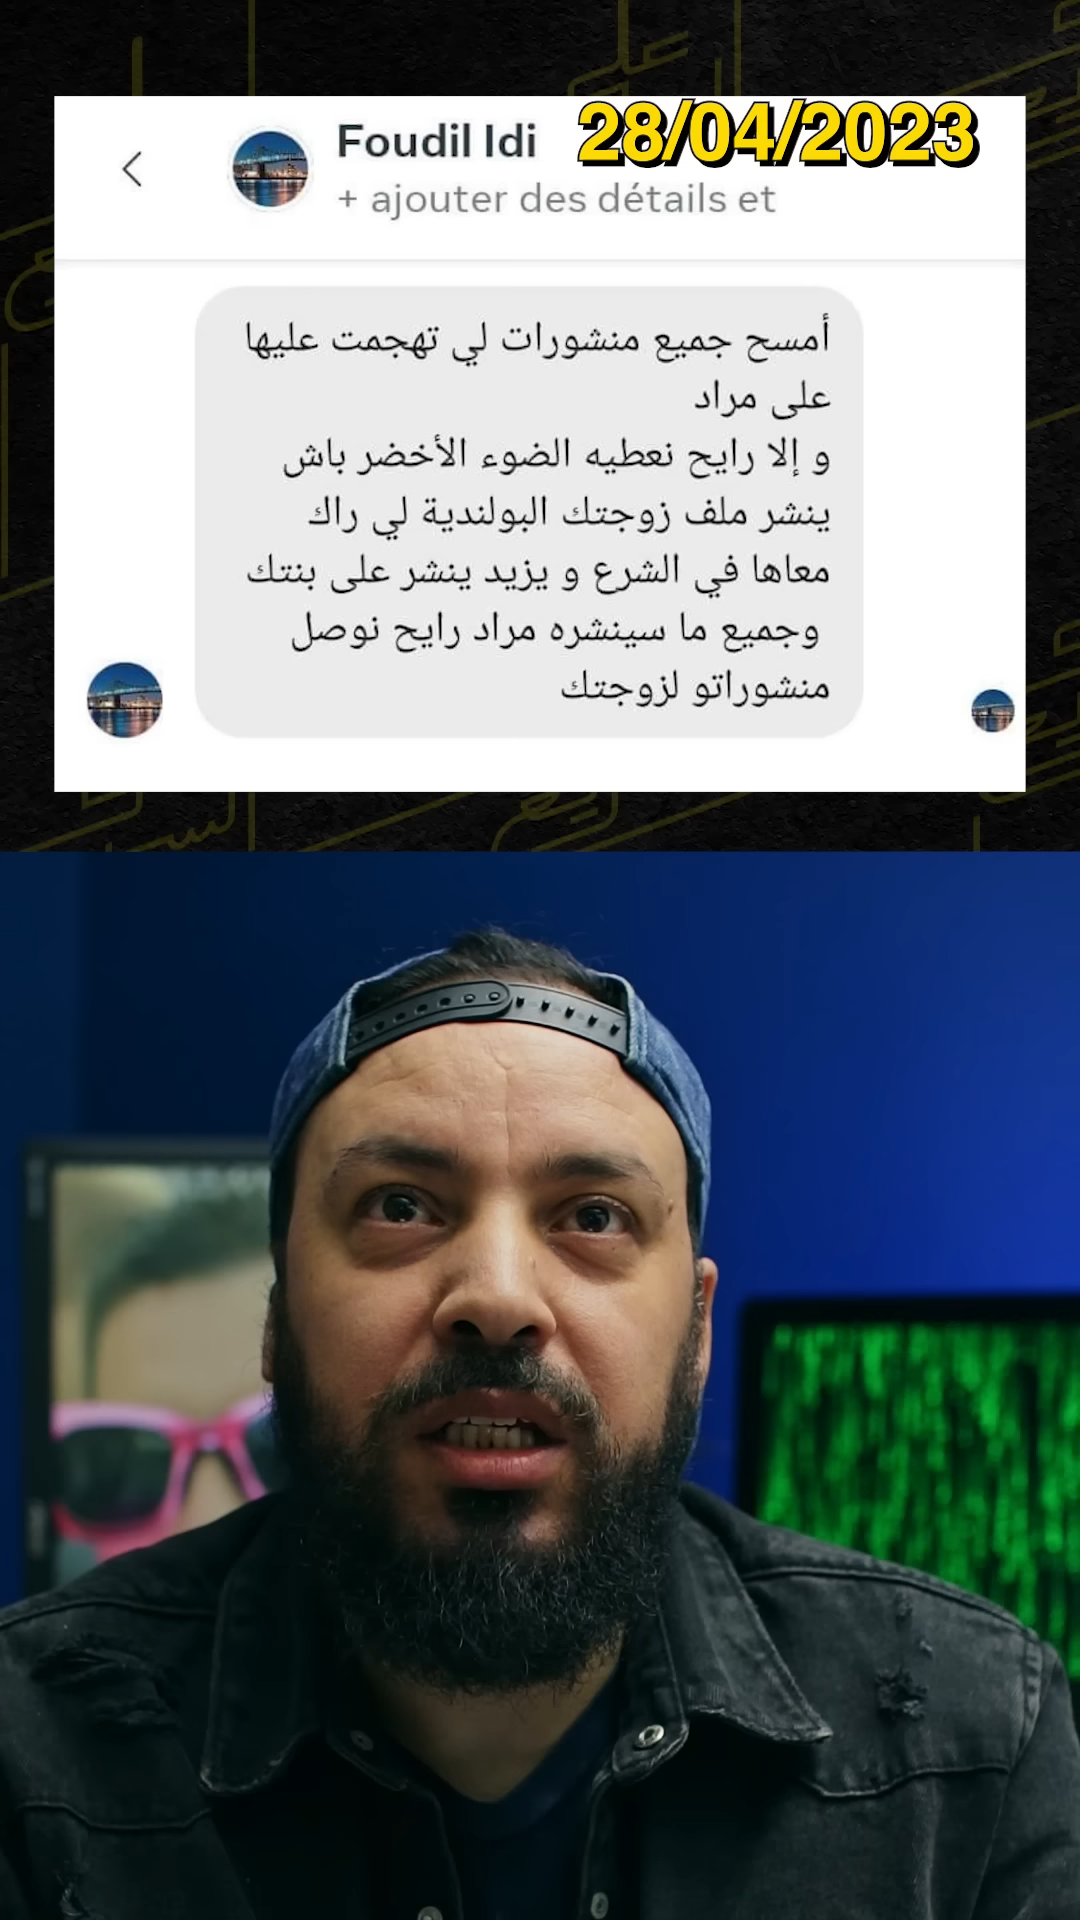 Foudil Idi
28/04/2023
+ ajouter des détails et
أمسح جميع منشورات لي تهجمت عليها
على مراد
و إلا رايح نعطيه الضوء الأخضر باش
ينشر ملف زوجتك البولندية لي راك
معاها في الشرع و يزيد ينشر على بنتك
وجميع ما سينشره مراد رايح نوصل
منشوراتو لزوجتك